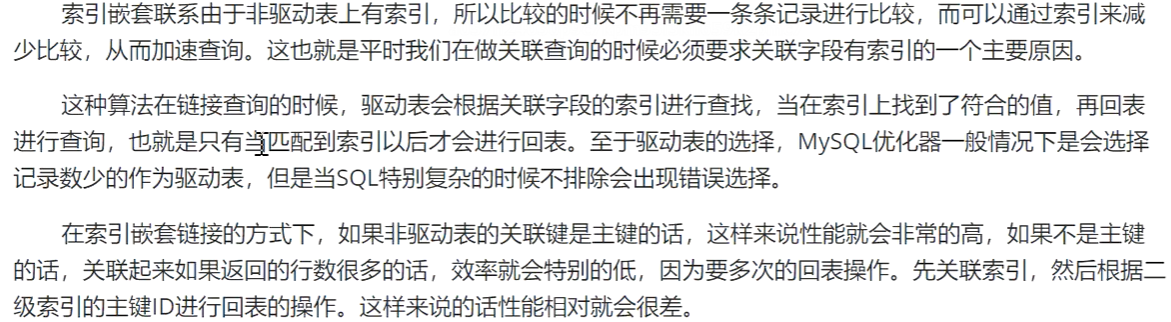 索引嵌套联系由于非驱动表上有索引，所以比较的时候不再需要一条条记录进行比较，而可以通过索引来减
少比较，从而加速查询。这也就是平时我们在做关联查询的时候必须要求关联字段有索引的一个主要原因。
这种算法在链接查询的时候，驱动表会根据关联字段的索引进行查找，当在索引上找到了符合的值，再回表
进行查询，也就是只有当匹配到索引以后才会进行回表。至于驱动表的选择，MySQL优化器一般情况下是会选择
记录数少的作为驱动表，但是当SQL特别复杂的时候不排除会出现错误选择。
在索引嵌套链接的方式下，如果非驱动表的关联键是主键的话，这样来说性能就会非常的高，如果不是主键
的话，关联起来如果返回的行数很多的话，效率就会特别的低，因为要多次的回表操作。先关联索引，然后根据二
级索引的主键ID进行回表的操作。这样来说的话性能相对就会很差。